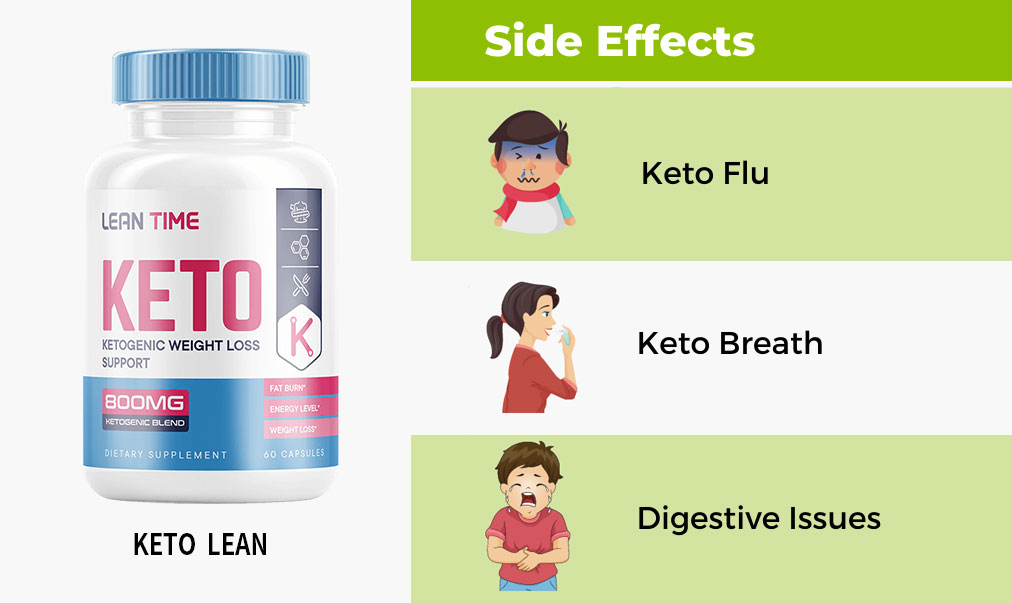 LEAN TIME
KETO
KETOGENIC WEIGHT LOSS
SUPPORT
K
800MG
KETOGENIC BLEND
FAT BURN*
ENERGY LEVEL*
WEIGHT LOSS*
DIETARY SUPPLEMENT
60 CAPSULES
KETO LEAN
Side Effects
Keto Flu
Keto Breath
Digestive Issues